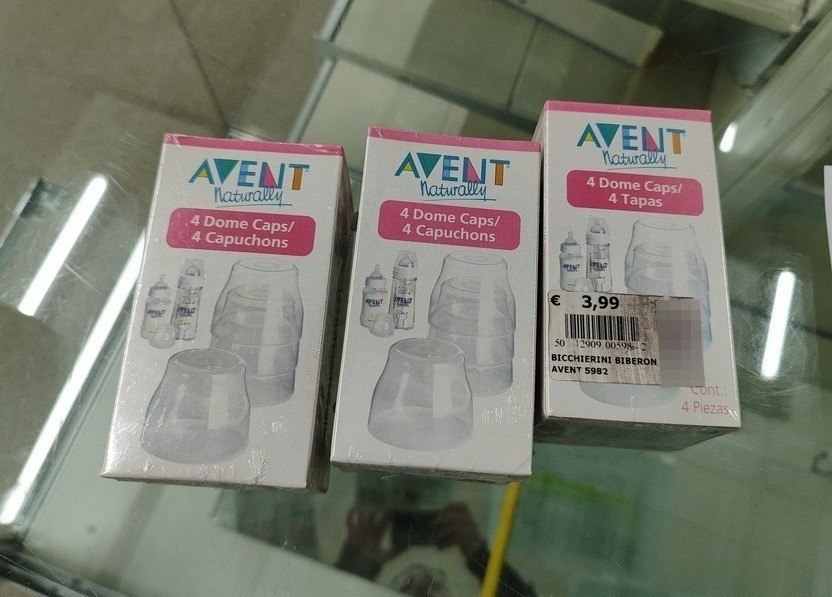 AVENT
Naturally
4 Dome Caps/
4 Capuchons
AVENT
Naturally
4 Dome Caps/
4 Capuchons
AVENT
Naturally
4 Dome Caps/
4 Tapas
€ 3,99
BICCHIERINI BIBERON
AVENT 5982
Cont.:
4 Piezas